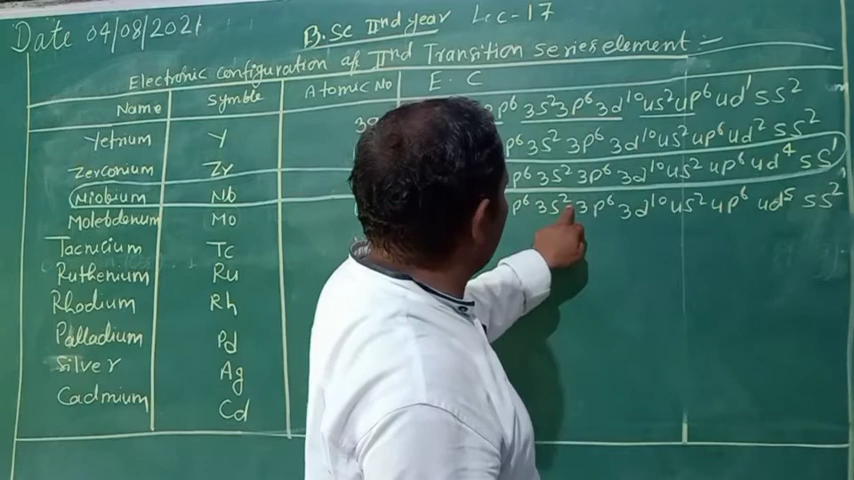 Date 04/08/2021
B.Sc IInd year Lec-17
Electronic configuration of IInd Transition series element :-
Name Symble Atomic No E. C
Yetrium Y 39 2p⁶ 3s² 3p⁶ 3d¹⁰ 4s² 4p⁶ 4d¹ 5s²
Zerconium Zr p⁶ 3s² 3p⁶ 3d¹⁰ 4s² 4p⁶ 4d² 5s²
Niobium Nb p⁶ 3s² 3p⁶ 3d¹⁰ 4s² 4p⁶ 4d⁴ 5s¹
Molebdenum Mo p⁶ 3s² 3p⁶ 3d¹⁰ 4s² 4p⁶ 4d⁵ 5s²
Tacnicium Tc
Ruthenium Ru
Rhodium Rh
Palladium Pd
Silver Ag
Cadmium Cd